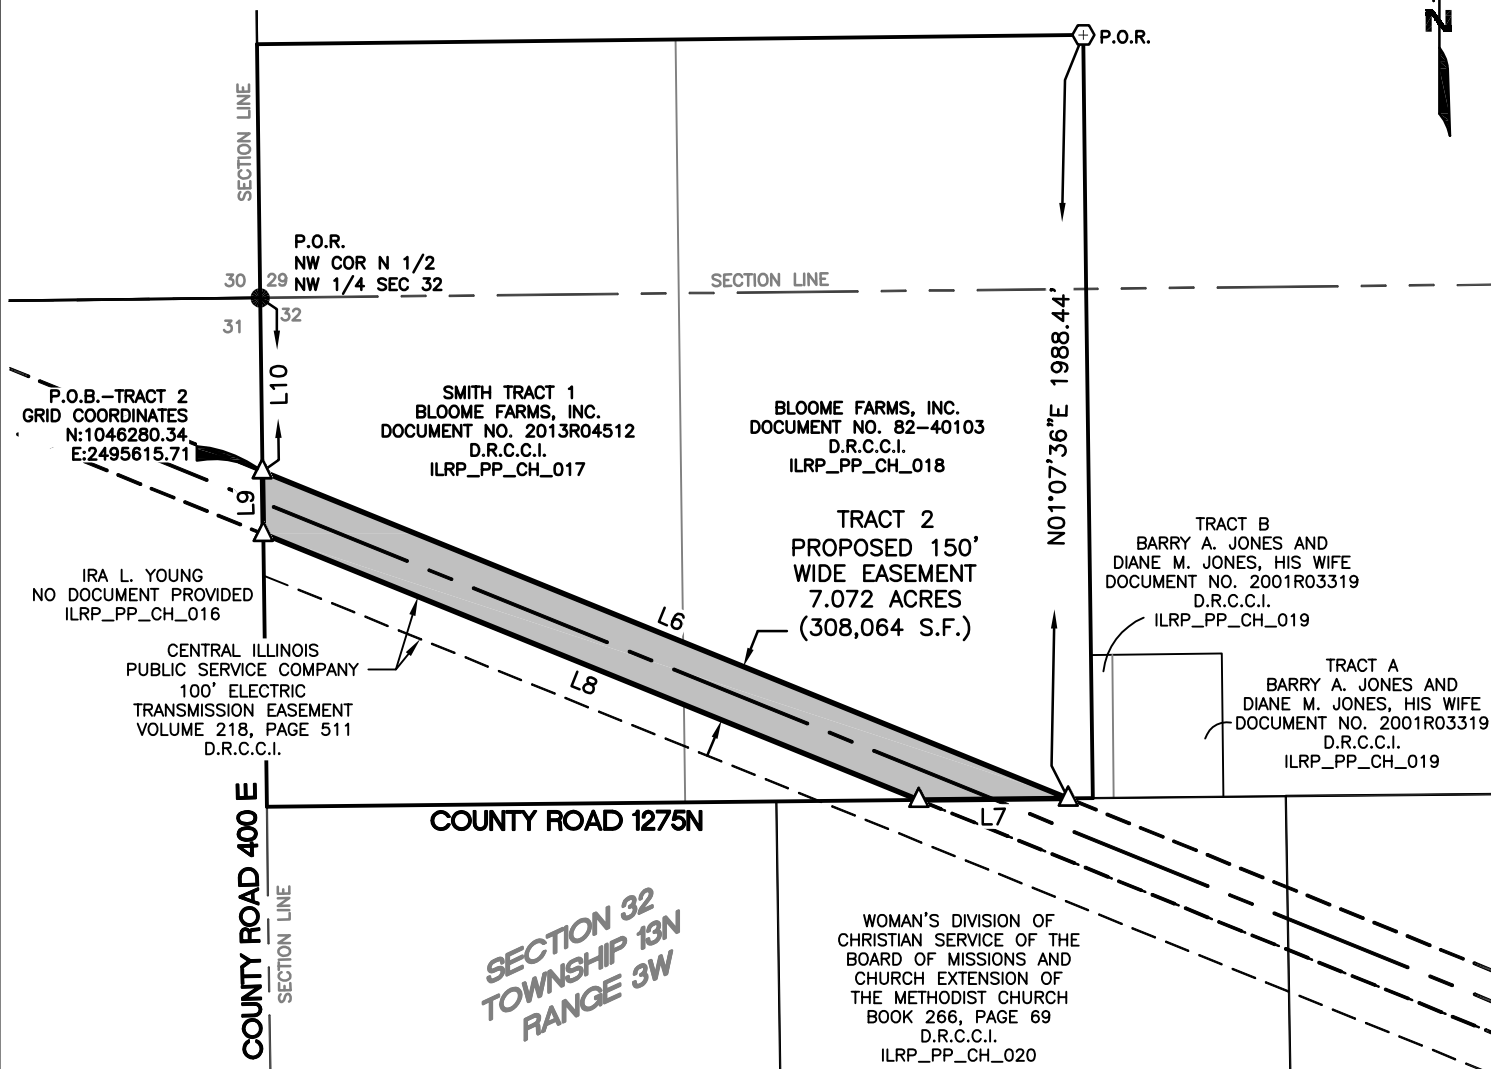 N
P.O.R.
SECTION LINE
P.O.R.
NW COR N 1/2
NW 1/4 SEC 32
30
29
31
32
SECTION LINE
L10
P.O.B.-TRACT 2
GRID COORDINATES
N:1046280.34
E:2495615.71
SMITH TRACT 1
BLOOME FARMS, INC.
DOCUMENT NO. 2013R04512
D.R.C.C.I.
ILRP_PP_CH_017
BLOOME FARMS, INC.
DOCUMENT NO. 82-40103
D.R.C.C.I.
ILRP_PP_CH_018
N01°07'36"E 1988.44'
L9
TRACT 2
PROPOSED 150'
WIDE EASEMENT
7.072 ACRES
(308,064 S.F.)
TRACT B
BARRY A. JONES AND
DIANE M. JONES, HIS WIFE
DOCUMENT NO. 2001R03319
D.R.C.C.I.
ILRP_PP_CH_019
IRA L. YOUNG
NO DOCUMENT PROVIDED
ILRP_PP_CH_016
L6
CENTRAL ILLINOIS
PUBLIC SERVICE COMPANY
100' ELECTRIC
TRANSMISSION EASEMENT
VOLUME 218, PAGE 511
D.R.C.C.I.
L8
TRACT A
BARRY A. JONES AND
DIANE M. JONES, HIS WIFE
DOCUMENT NO. 2001R03319
D.R.C.C.I.
ILRP_PP_CH_019
COUNTY ROAD 400 E
COUNTY ROAD 1275N
L7
SECTION LINE
SECTION 32
TOWNSHIP 13N
RANGE 3W
WOMAN'S DIVISION OF
CHRISTIAN SERVICE OF THE
BOARD OF MISSIONS AND
CHURCH EXTENSION OF
THE METHODIST CHURCH
BOOK 266, PAGE 69
D.R.C.C.I.
ILRP_PP_CH_020